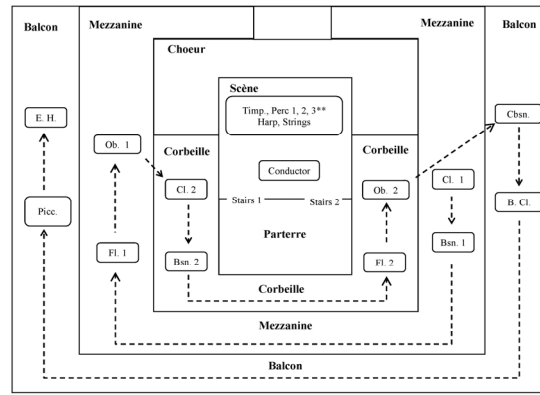 Balcon
Mezzanine
Mezzanine
Balcon
Choeur
Scène
Timp., Perc 1, 2, 3**
Harp, Strings
E. H.
Cbsn.
Ob. 1
Corbeille
Corbeille
Conductor
Cl. 2
Ob. 2
Cl. 1
Stairs 1
Stairs 2
Picc.
B. Cl.
Parterre
Fl. 1
Bsn. 2
Fl. 2
Bsn. 1
Corbeille
Mezzanine
Balcon